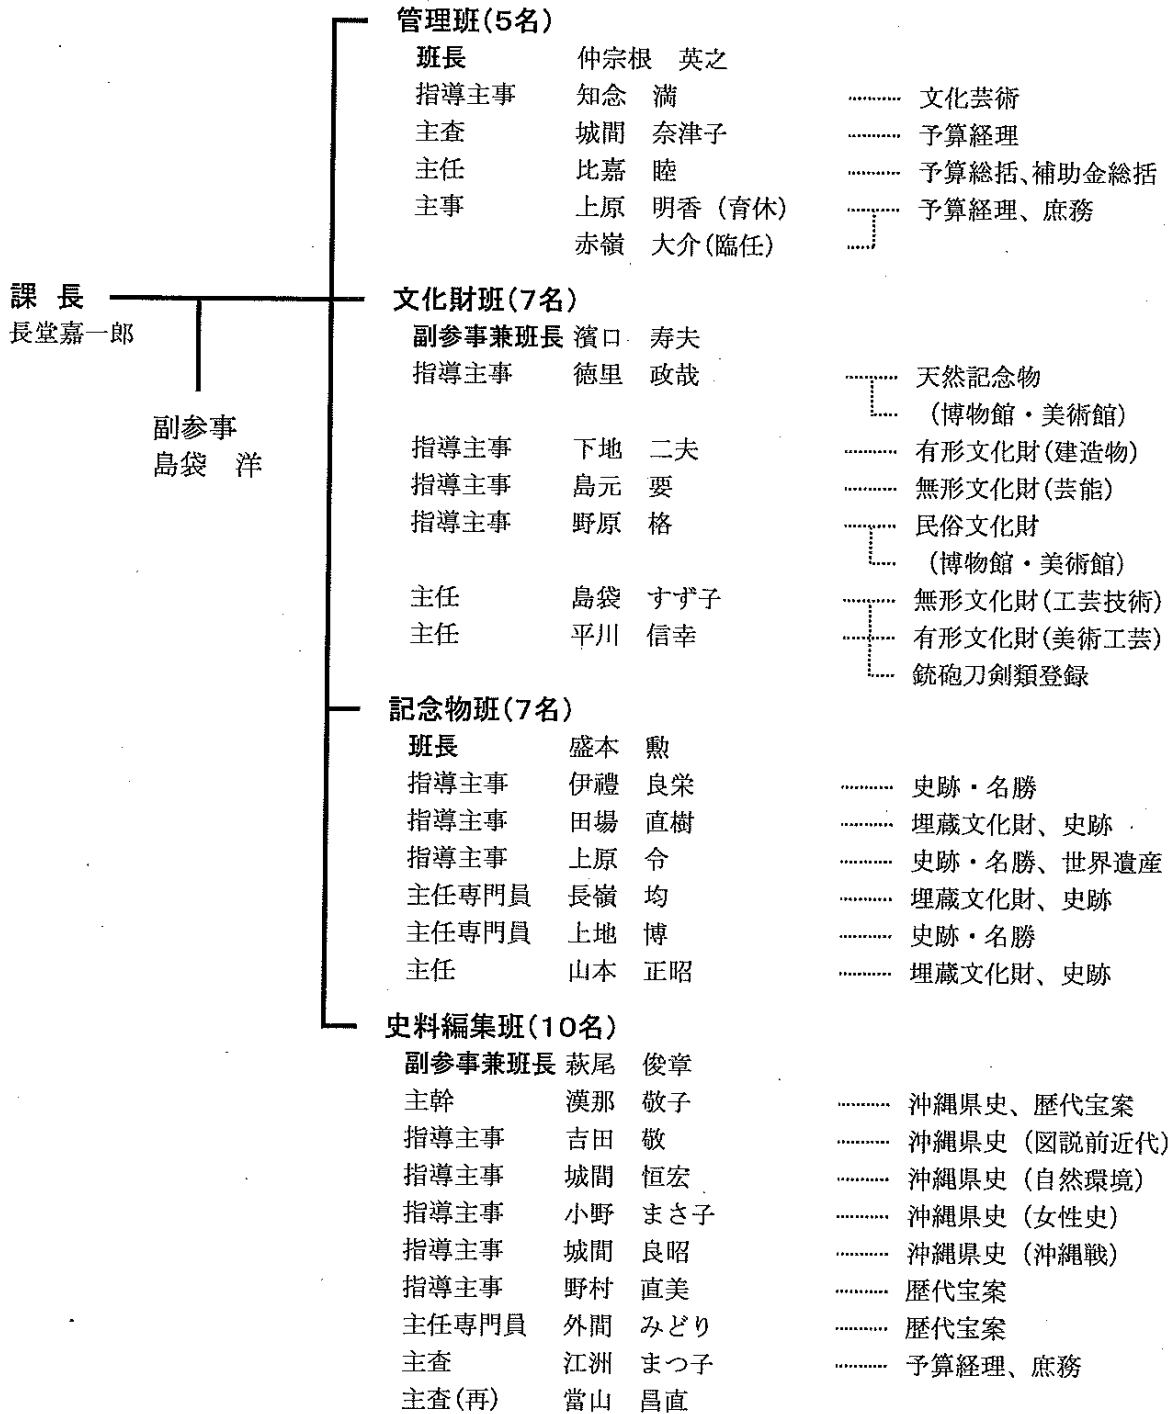 課長
長堂嘉一郎
副参事
島袋 洋
管理班(5名)
班長 仲宗根 英之
指導主事 知念 満 文化芸術
主査 城間 奈津子 予算経理
主任 比嘉 睦 予算総括、補助金総括
主事 上原 明香(育休) 予算経理、庶務
赤嶺 大介(臨任)
文化財班(7名)
副参事兼班長 濱口 寿夫
指導主事 徳里 政哉 天然記念物
(博物館・美術館)
指導主事 下地 二夫 有形文化財(建造物)
指導主事 島元 要 無形文化財(芸能)
指導主事 野原 格 民俗文化財
(博物館・美術館)
主任 島袋 すず子 無形文化財(工芸技術)
主任 平川 信幸 有形文化財(美術工芸)
銃砲刀剣類登録
記念物班(7名)
班長 盛本 勲
指導主事 伊禮 良栄 史跡・名勝
指導主事 田場 直樹 埋蔵文化財、史跡
指導主事 上原 令 史跡・名勝、世界遺産
主任専門員 長嶺 均 埋蔵文化財、史跡
主任専門員 上地 博 史跡・名勝
主任 山本 正昭 埋蔵文化財、史跡
史料編集班(10名)
副参事兼班長 萩尾 俊章
主幹 漢那 敬子 沖縄県史、歴代宝案
指導主事 吉田 敬 沖縄県史(図説前近代)
指導主事 城間 恒宏 沖縄県史(自然環境)
指導主事 小野 まさ子 沖縄県史(女性史)
指導主事 城間 良昭 沖縄県史(沖縄戦)
指導主事 野村 直美 歴代宝案
主任専門員 外間 みどり 歴代宝案
主査 江洲 まつ子 予算経理、庶務
主査(再) 當山 昌直